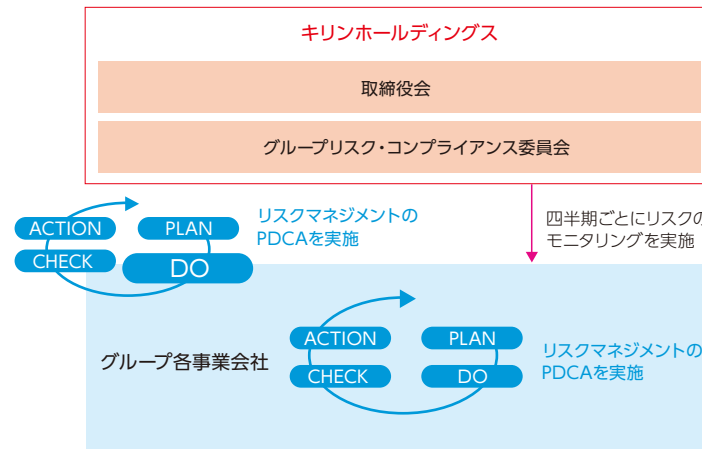 キリンホールディングス
取締役会
グループリスク・コンプライアンス委員会
ACTION
PLAN
CHECK
DO
リスクマネジメントの
PDCAを実施
四半期ごとにリスクの
モニタリングを実施
グループ各事業会社
ACTION
PLAN
CHECK
DO
リスクマネジメントの
PDCAを実施